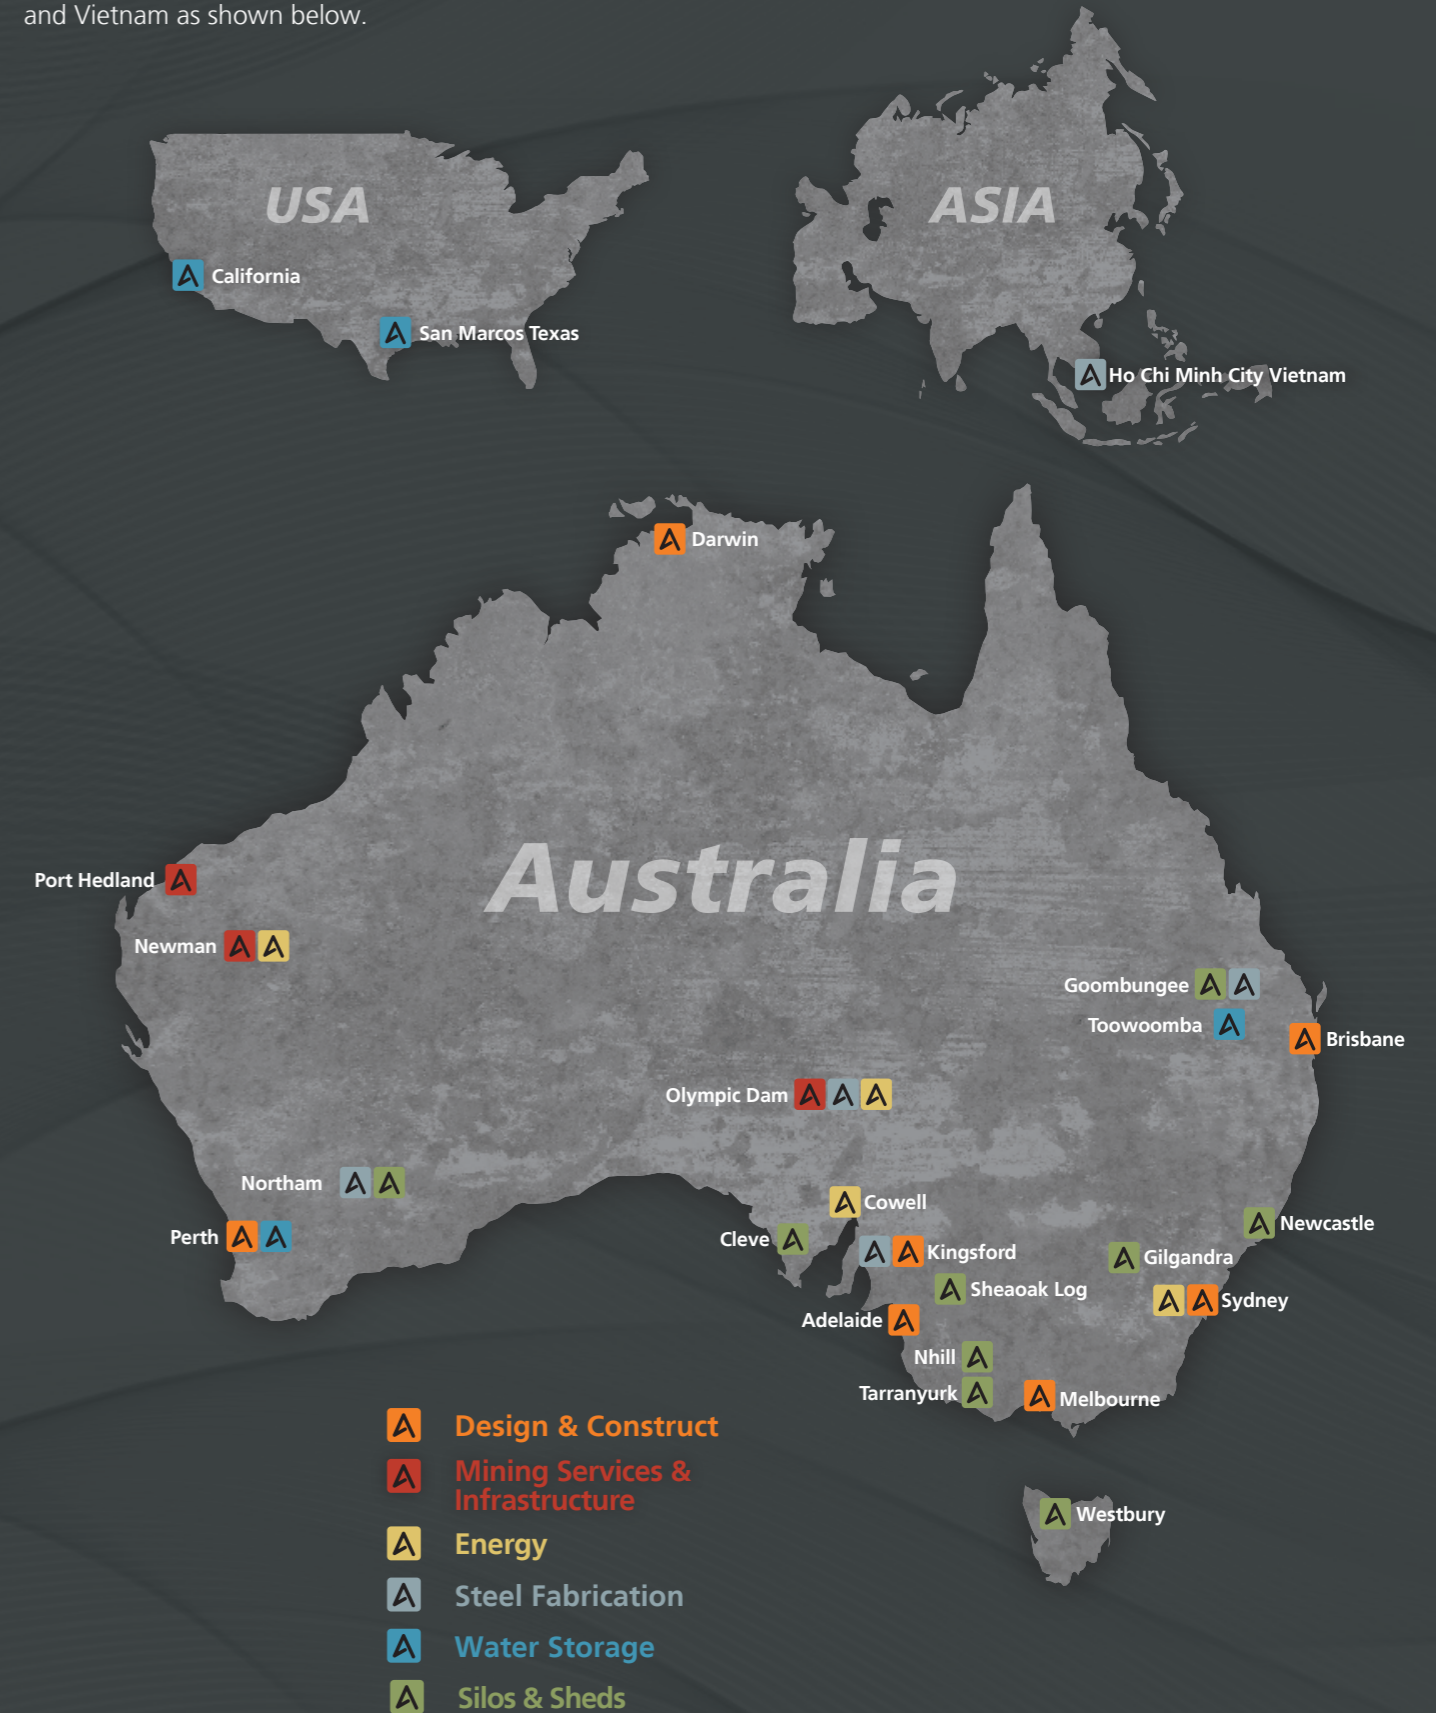 and Vietnam as shown below.
USA
ASIA
California
San Marcos Texas
Ho Chi Minh City Vietnam
Darwin
Australia
Port Hedland
Newman
Goombungee
Toowoomba
Brisbane
Olympic Dam
Northam
Cowell
Newcastle
Perth
Cleve
Kingsford
Gilgandra
Sheaoak Log
Sydney
Adelaide
Nhill
Tarranyurk
Melbourne
Design & Construct
Mining Services &
Infrastructure
Westbury
Energy
Steel Fabrication
Water Storage
Silos & Sheds